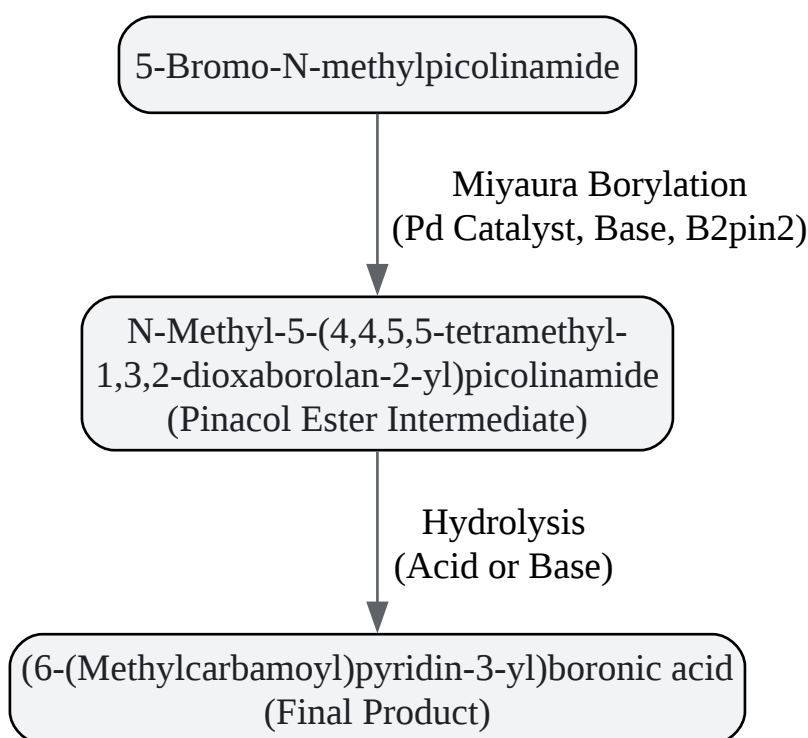 5-Bromo-N-methylpicolinamide
Miyaura Borylation
(Pd Catalyst, Base, B2pin2)
N-Methyl-5-(4,4,5,5-tetramethyl-
1,3,2-dioxaborolan-2-yl)picolinamide
(Pinacol Ester Intermediate)
Hydrolysis
(Acid or Base)
(6-(Methylcarbamoyl)pyridin-3-yl)boronic acid
(Final Product)